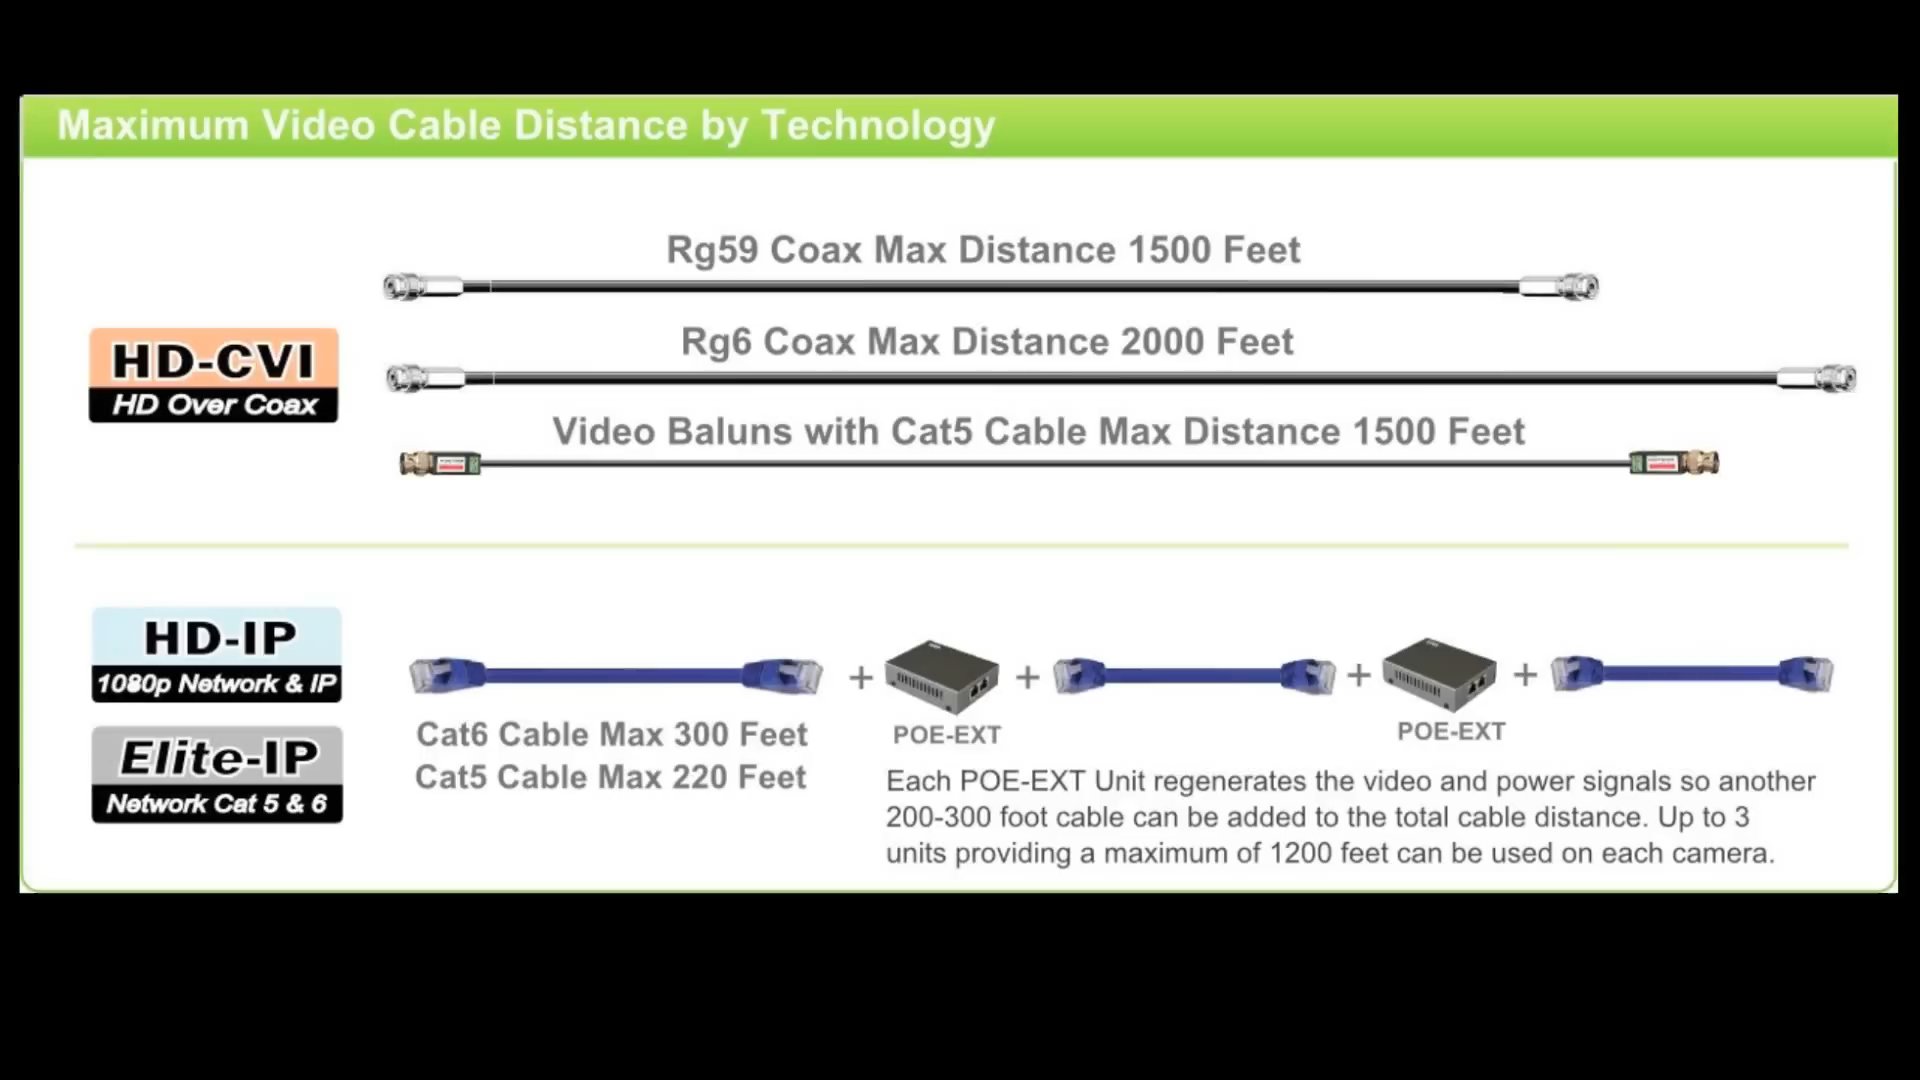 Maximum Video Cable Distance by Technology
Rg59 Coax Max Distance 1500 Feet
HD-CVI
HD Over Coax
Rg6 Coax Max Distance 2000 Feet
Video Baluns with Cat5 Cable Max Distance 1500 Feet
HD-IP
1080p Network & IP
Elite-IP
Network Cat 5 & 6
+ + + +
Cat6 Cable Max 300 Feet
Cat5 Cable Max 220 Feet
POE-EXT
POE-EXT
Each POE-EXT Unit regenerates the video and power signals so another
200-300 foot cable can be added to the total cable distance. Up to 3
units providing a maximum of 1200 feet can be used on each camera.